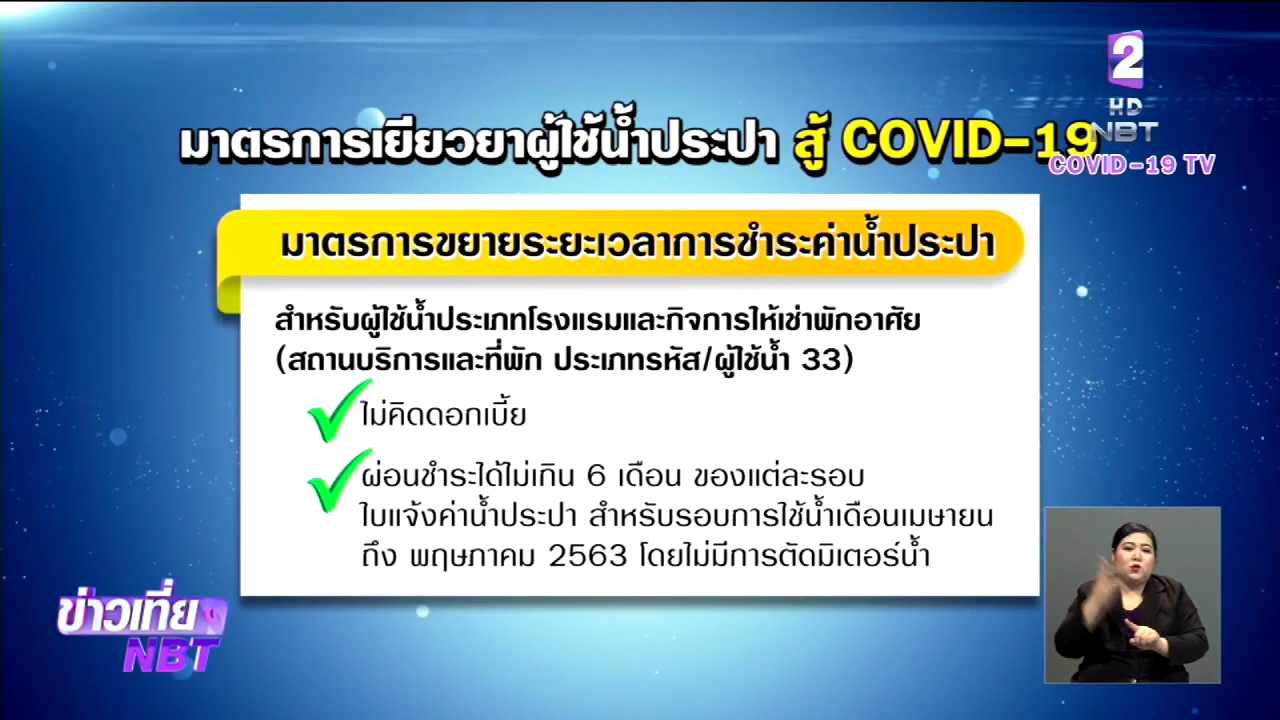 2
HD
NBT
COVID-19 TV
มาตรการเยียวยาผู้ใช้น้ำประปา สู้ COVID-19
มาตรการขยายระยะเวลาการชำระค่าน้ำประปา
สำหรับผู้ใช้น้ำประเภทโรงแรมและกิจการให้เช่าพักอาศัย
(สถานบริการและที่พัก ประเภทรหัส/ผู้ใช้น้ำ 33)
ไม่คิดดอกเบี้ย
ผ่อนชำระได้ไม่เกิน 6 เดือน ของแต่ละรอบ
ใบแจ้งค่าน้ำประปา สำหรับรอบการใช้น้ำเดือนเมษายน
ถึง พฤษภาคม 2563 โดยไม่มีการตัดมิเตอร์น้ำ
ข่าวเที่ย
NBT